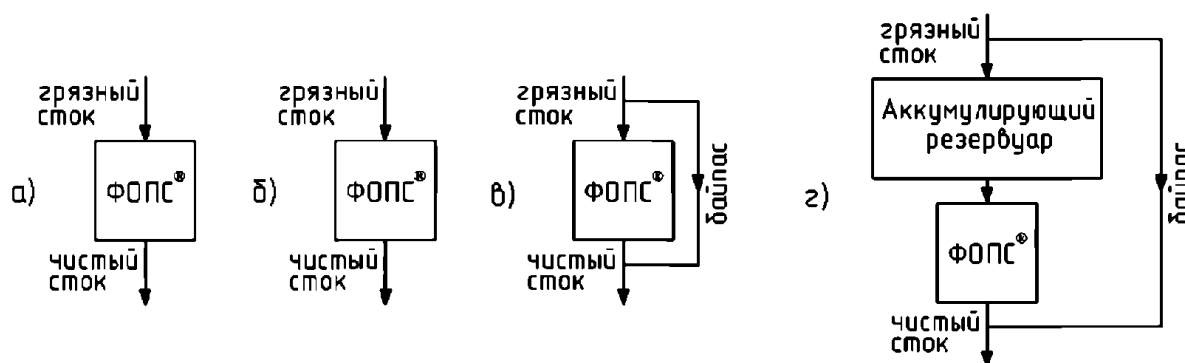 а)
грязный
сток
ФОПС®
чистый
сток
б)
грязный
сток
ФОПС®
чистый
сток
в)
грязный
сток
ФОПС®
байпас
чистый
сток
г)
грязный
сток
Аккумулирующий
резервуар
ФОПС®
байпас
чистый
сток